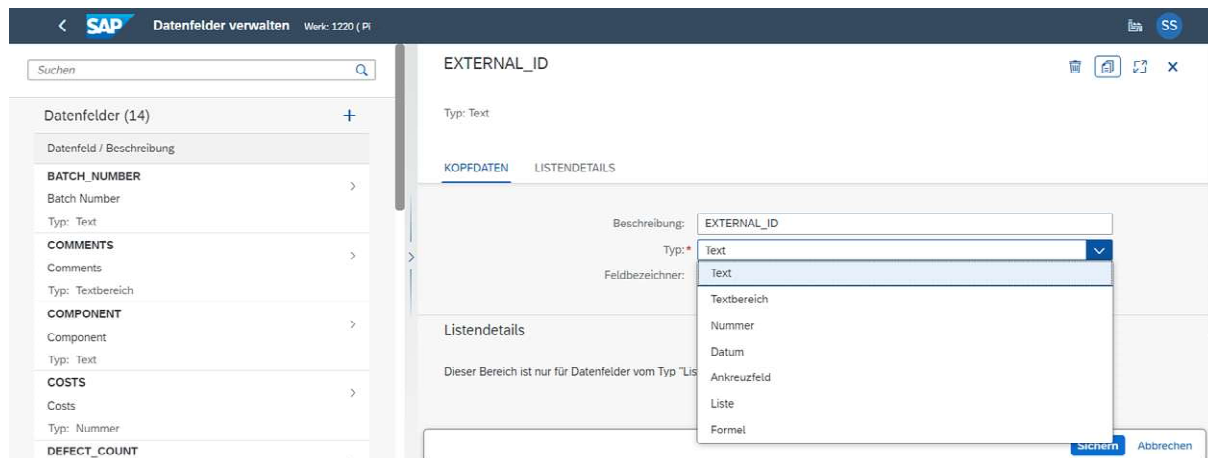 SAP Datenfelder verwalten Werk: 1220 ( Pi SS
Suchen
Datenfelder (14)
Datenfeld / Beschreibung
BATCH_NUMBER
Batch Number
Typ: Text
COMMENTS
Comments
Typ: Textbereich
COMPONENT
Component
Typ: Text
COSTS
Costs
Typ: Nummer
DEFECT_COUNT
EXTERNAL_ID
Typ: Text
KOPFDATEN LISTENDETAILS
Beschreibung: EXTERNAL_ID
Typ:* Text
Feldbezeichner:
Text
Textbereich
Nummer
Datum
Ankreuzfeld
Liste
Formel
Listendetails
Dieser Bereich ist nur für Datenfelder vom Typ "Lis
Sichern Abbrechen